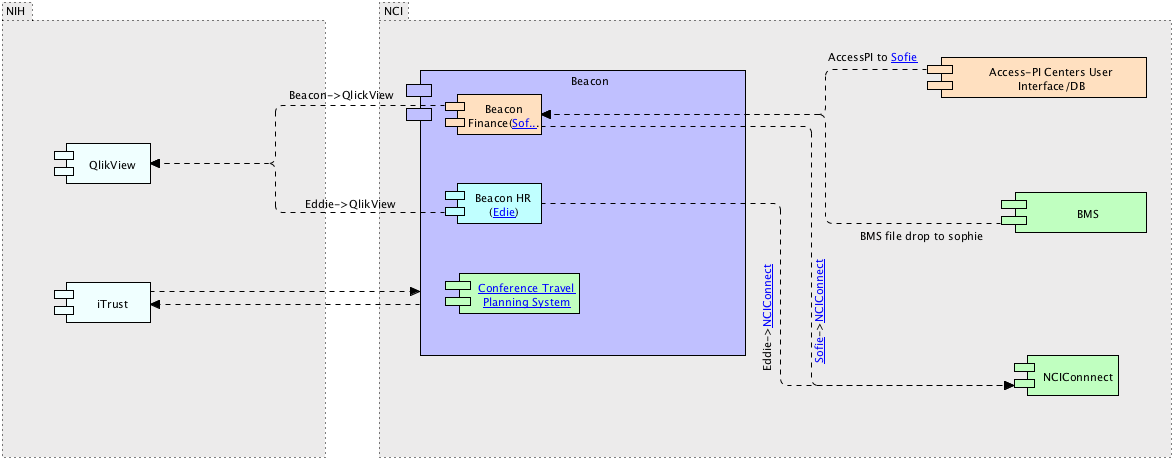 NIH
NCI
AccessPI to Sofie
Access-PI Centers User
Interface/DB
Beacon
Beacon->QlickView
Beacon
Finance(Sof...
QlikView
Eddie->QlikView
Beacon HR
(Edie)
BMS
BMS file drop to sophie
iTrust
Conference Travel
Planning System
Eddie->NCIConnect
Sofie->NCIConnect
NCIConnnect